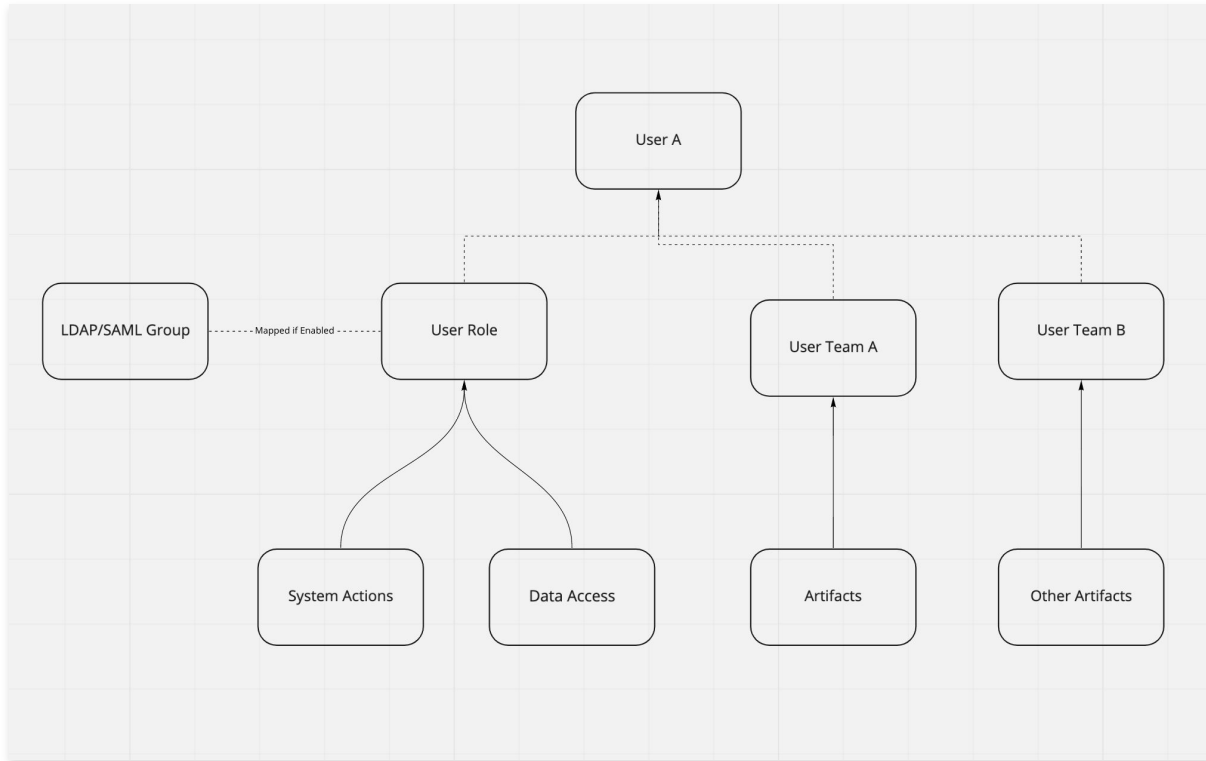 User A
LDAP/SAML Group
Mapped if Enabled
User Role
User Team A
User Team B
System Actions
Data Access
Artifacts
Other Artifacts